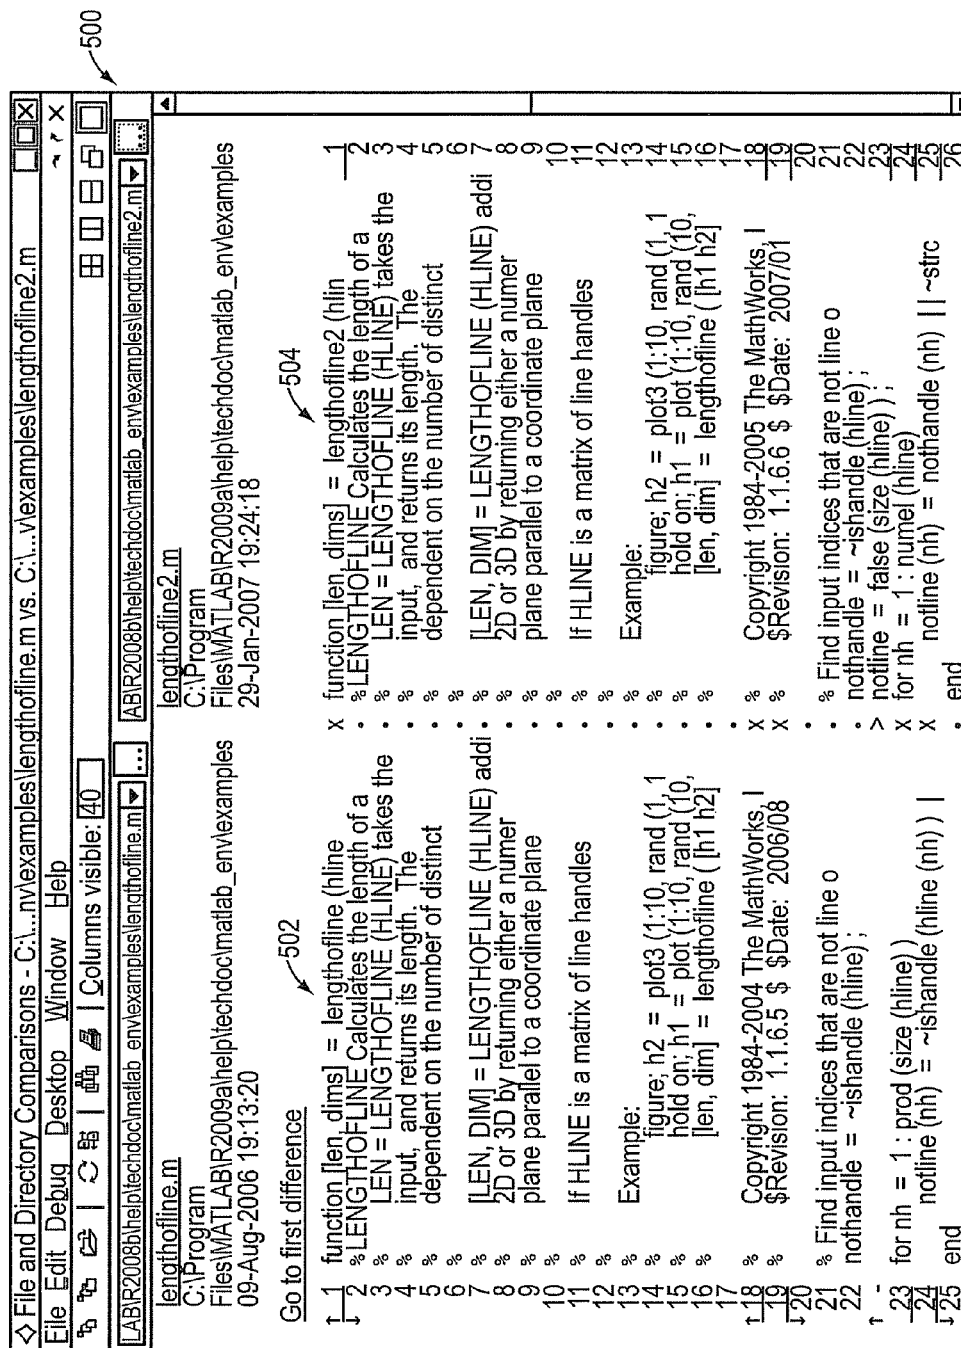 500
File and Directory Comparisons - C:\...nv\examples\lengthofline.m vs. C:\...v\examples\lengthofline2.m
File Edit Debug Desktop Window Help
Columns visible: 40
LAB\R2008b\help\techdoc\matlab_env\examples\lengthofline.m ... AB\R2008b\help\techdoc\matlab_env\examples\lengthofline2.m ...
lengthofline.m lengthofline2.m
C:\Program C:\Program
Files\MATLAB\R2009a\help\techdoc\matlab_env\examples Files\MATLAB\R2009a\help\techdoc\matlab_env\examples
09-Aug-2006 19:13:20 29-Jan-2007 19:24:18
Go to first difference
502 504
1 function [len,dims] = lengthofline (hline x function [len,dims] = lengthofline2 (hlin 1
2 % LENGTHOFLINE Calculates the length of a . % LENGTHOFLINE Calculates the length of a 2
3 % LEN = LENGTHOFLINE (HLINE) takes the . % LEN = LENGTHOFLINE (HLINE) takes the 3
4 % input, and returns its length. The . % input, and returns its length. The 4
5 % dependent on the number of distinct . % dependent on the number of distinct 5
6 % . % 6
7 % [LEN, DIM] = LENGTHOFLINE (HLINE) addi . % [LEN, DIM] = LENGTHOFLINE (HLINE) addi 7
8 % 2D or 3D by returning either a numer . % 2D or 3D by returning either a numer 8
9 % plane parallel to a coordinate plane . % plane parallel to a coordinate plane 9
10 % . % 10
11 % If HLINE is a matrix of line handles . % If HLINE is a matrix of line handles 11
12 % . % 12
13 % Example: . % Example: 13
14 % figure; h2 = plot3 (1:10, rand (1, 1 . % figure; h2 = plot3 (1:10, rand (1, 1 14
15 % hold on; h1 = plot (1:10, rand (10, . % hold on; h1 = plot (1:10, rand (10, 15
16 % [len, dim] = lengthofline ( [h1 h2] . % [len, dim] = lengthofline ( [h1 h2] 16
17 . 17
18 % Copyright 1984-2004 The MathWorks, I x % Copyright 1984-2005 The MathWorks, I 18
19 % $Revision: 1.1.6.5 $ $Date: 2006/08 x % $Revision: 1.1.6.6 $ $Date: 2007/01 19
20 . 20
21 % Find input indices that are not line o . % Find input indices that are not line o 21
22 nothandle = ~ishandle (hline) ; . nothandle = ~ishandle (hline) ; 22
- > notline = false (size (hline) ) ; 23
23 for nh = 1 : prod (size (hline)) x for nh = 1 : numel (hline) 24
24 notline (nh) = ~ishandle (hline (nh) ) | x notline (nh) = nothandle (nh) || ~strc 25
25 end . end 26